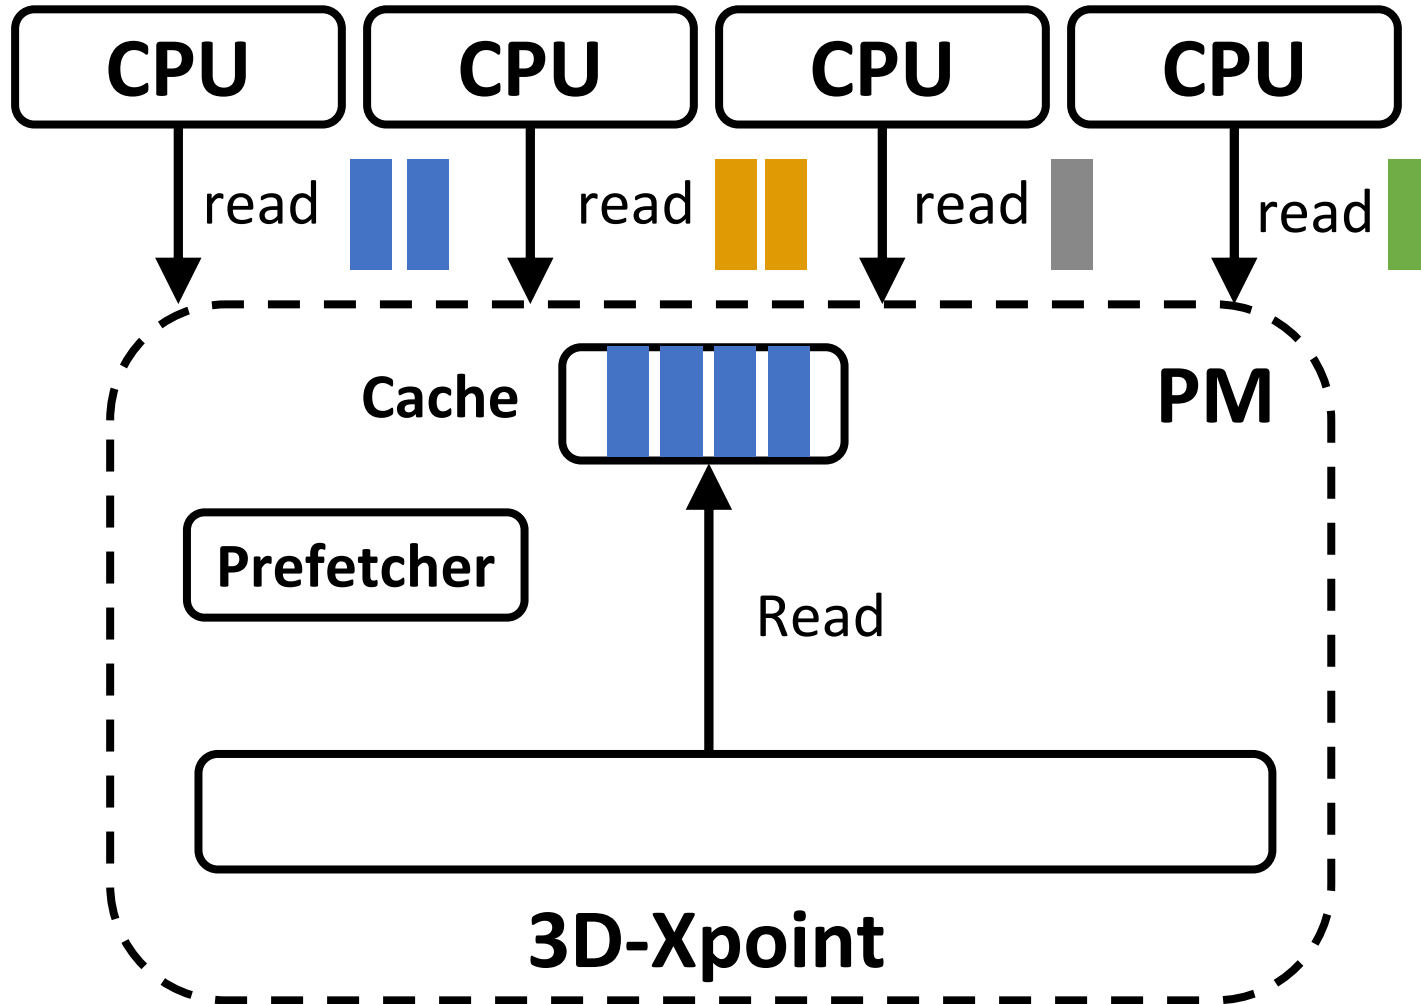 CPU
CPU
CPU
CPU
read
read
read
read
Cache
PM
Prefetcher
Read
3D-Xpoint